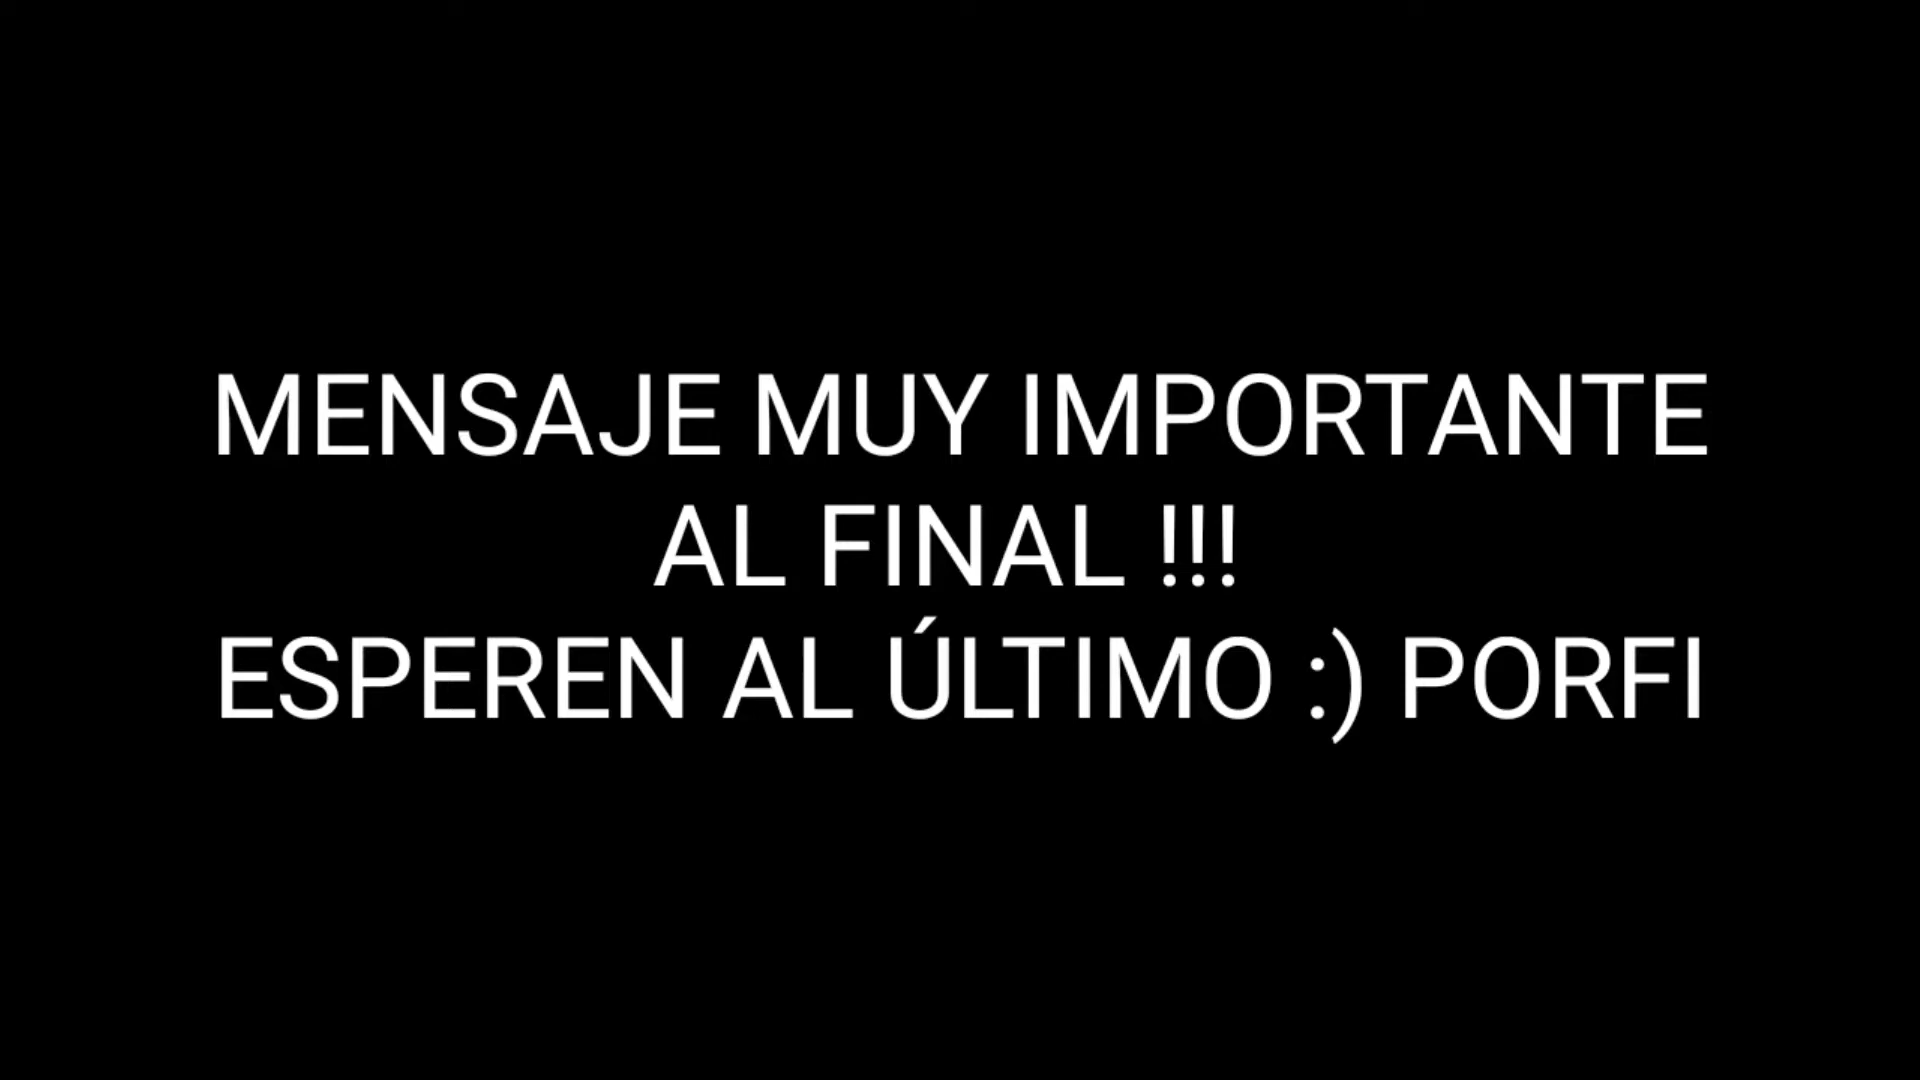 MENSAJE MUY IMPORTANTE
AL FINAL !!!
ESPEREN AL ÚLTIMO :) PORFI